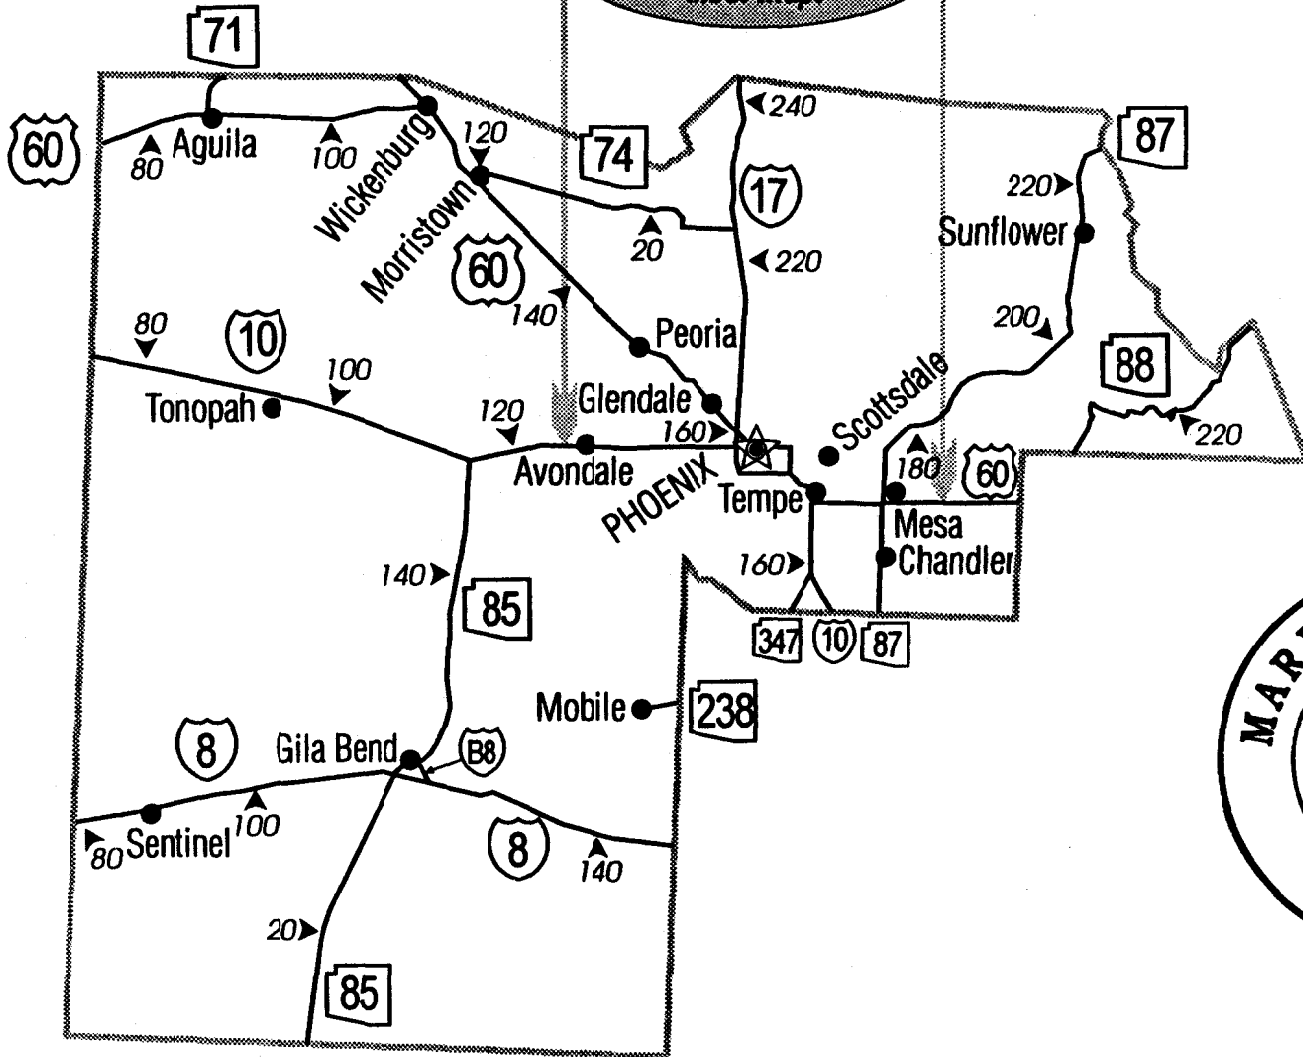 71
60
80
Aguila
100
Wickenburg
120
Morristown
74
20
240
17
220
87
220
Sunflower
200
60
140
80
10
100
Tonopah
Peoria
Glendale
120
160
Avondale
PHOENIX
Scottsdale
Tempe
180
60
Mesa
Chandler
88
220
140
85
160
347
10
87
Mobile
238
8
Gila Bend
B8
80
Sentinel
100
8
140
20
85
MAR